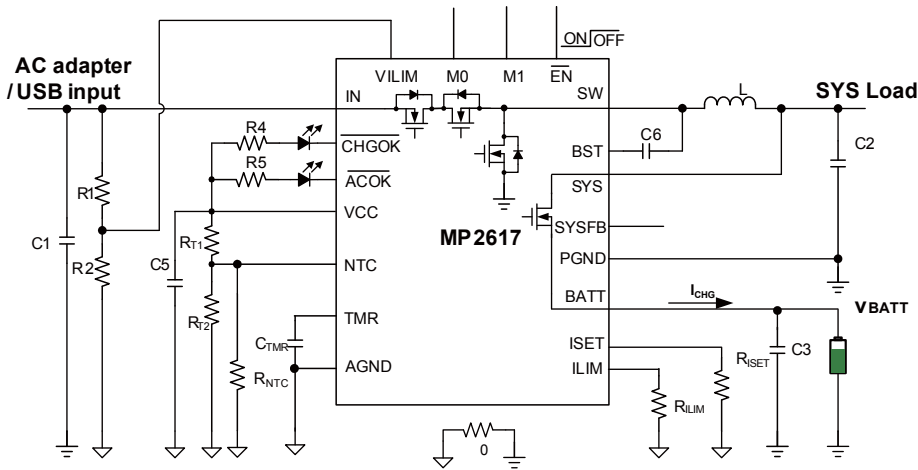 ON OFF
AC adapter
/ USB input
VILIM
M0
M1
EN
IN
SW
L
SYS Load
R4
CHGOK
C6
BST
C2
R5
ACOK
SYS
R1
VCC
SYSFB
MP2617
C1
RT1
R2
C5
NTC
PGND
BATT
ICHG
VBATT
RT2
TMR
CTMR
ISET
C3
RISET
RNTC
AGND
ILIM
RILIM
0